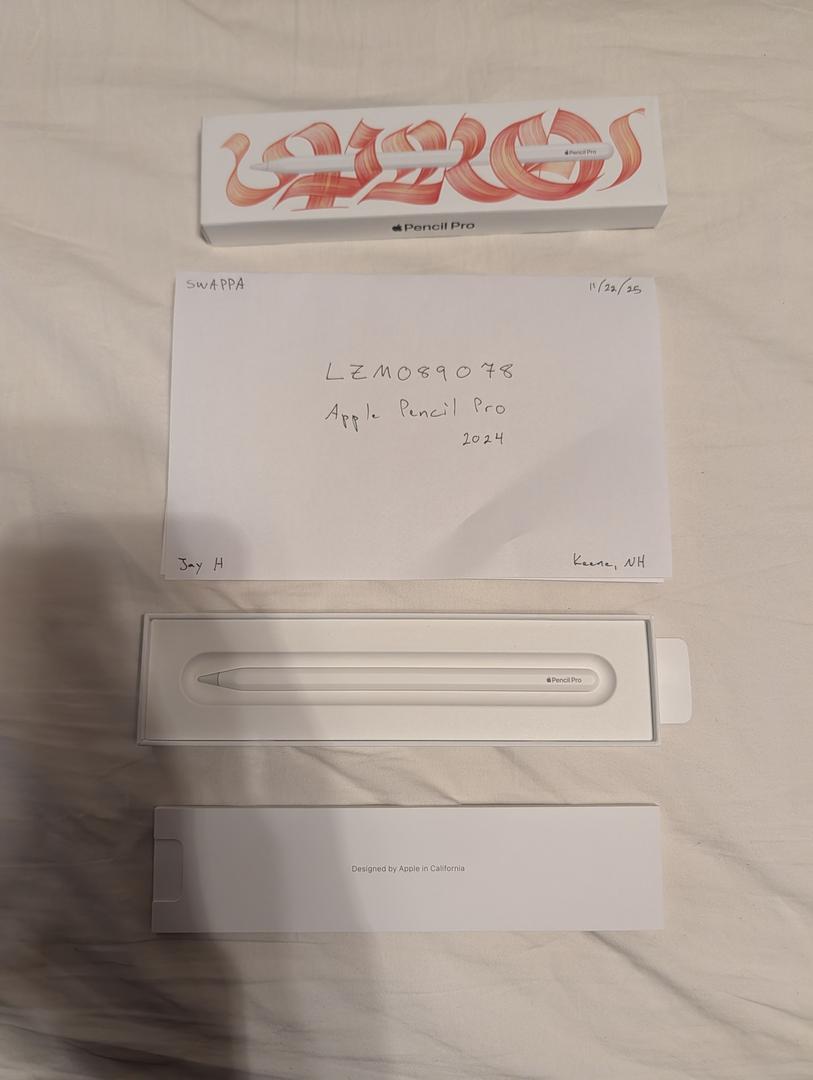 Pencil Pro
Pencil Pro
SWAPPA
11/22/25
LZMO89078
Apple Pencil Pro
2024
Jay H
Keene, NH
Pencil Pro
Designed by Apple in California